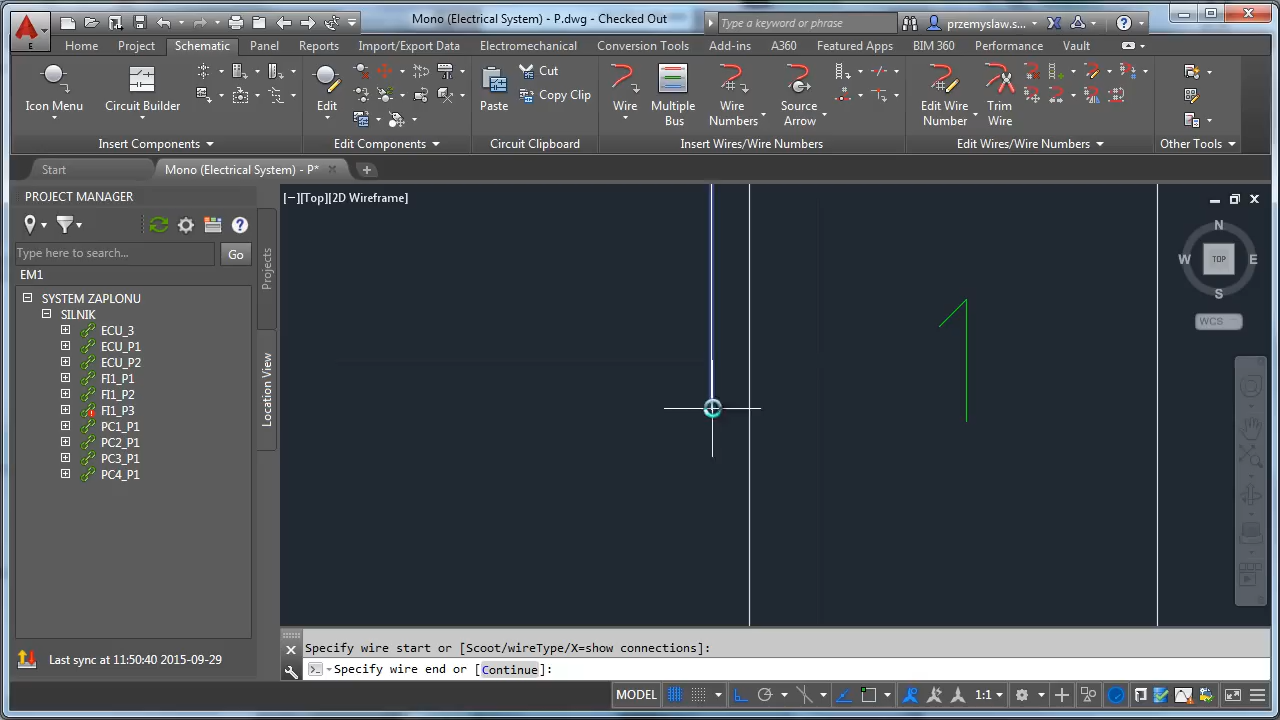 Mono (Electrical System) - P.dwg - Checked Out
Type a keyword or phrase
przemyslaw.s...
E
Home Project Schematic Panel Reports Import/Export Data Electromechanical Conversion Tools Add-ins A360 Featured Apps BIM 360 Performance Vault
Icon Menu
Circuit Builder
Edit
Paste
Cut
Copy Clip
Wire
Multiple Bus
Wire Numbers
Source Arrow
Edit Wire Number
Trim Wire
Insert Components
Edit Components
Circuit Clipboard
Insert Wires/Wire Numbers
Edit Wires/Wire Numbers
Other Tools
Start
Mono (Electrical System) - P*
PROJECT MANAGER
Type here to search...
Go
EM1
SYSTEM ZAPLONU
SILNIK
ECU_3
ECU_P1
ECU_P2
FI1_P1
FI1_P2
FI1_P3
PC1_P1
PC2_P1
PC3_P1
PC4_P1
Projects
Location View
Last sync at 11:50:40 2015-09-29
[−][Top][2D Wireframe]
N
W TOP E
S
WCS
1
Specify wire start or [Scoot/wireType/X=show connections]:
Specify wire end or [Continue]:
MODEL
1:1